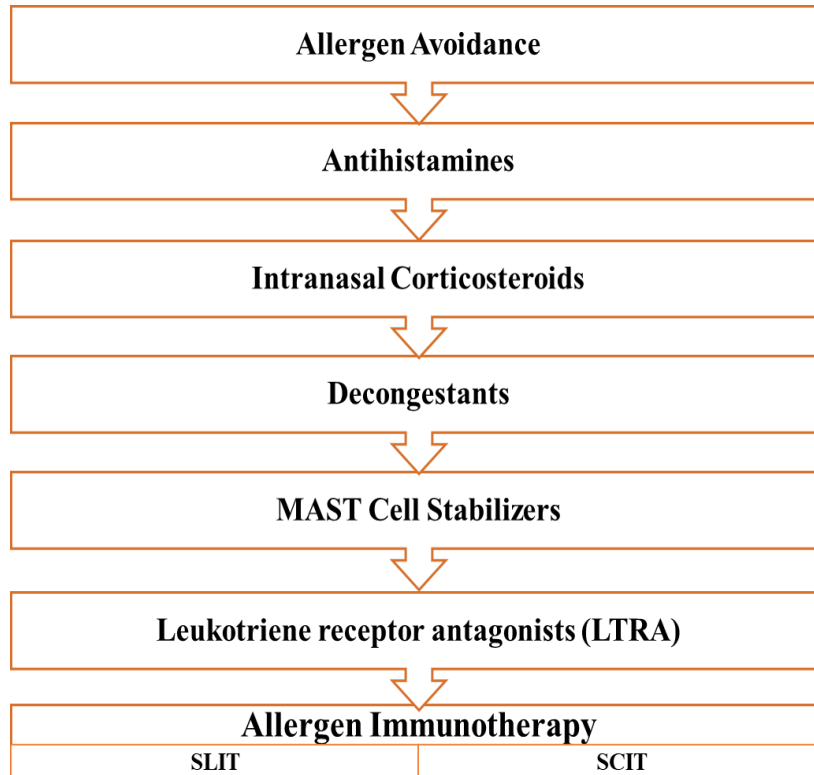 Allergen Avoidance
Antihistamines
Intranasal Corticosteroids
Decongestants
MAST Cell Stabilizers
Leukotriene receptor antagonists (LTRA)
Allergen Immunotherapy
SLIT
SCIT